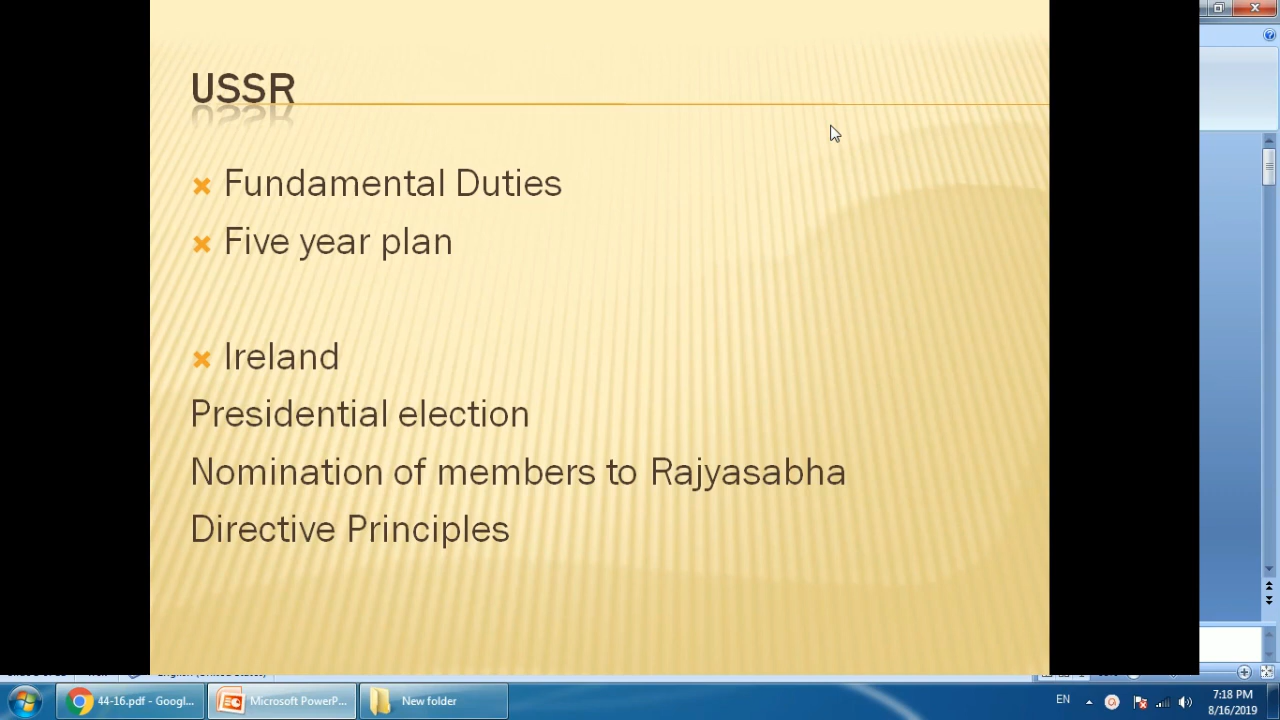 USSR
Fundamental Duties
Five year plan
Ireland
Presidential election
Nomination of members to Rajyasabha
Directive Principles
44-16.pdf - Googl...
Microsoft PowerP...
New folder
EN
7:18 PM
8/16/2019